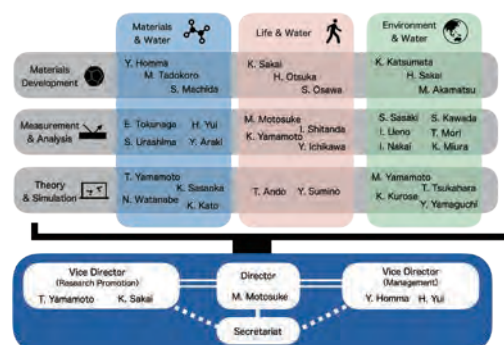 Materials
& Water
Life & Water
Environment
& Water
Materials
Development
Y. Homma
M. Tadokoro
S. Machida
K. Sakai
H. Otsuka
S. Osawa
K. Katsumata
H. Sakai
M. Akamatsu
Measurement
& Analysis
E. Tokunaga H. Yui
S. Urashima Y. Araki
M. Motosuke
I. Shitanda
K. Yamamoto
Y. Ichikawa
S. Sasaki S. Kawada
I. Ueno T. Mori
I. Nakai K. Miura
Theory
& Simulation
T. Yamamoto
K. Sasaoka
N. Watanabe
K. Kato
T. Ando Y. Sumino
M. Yamamoto
T. Tsukahara
K. Kurose
Y. Yamaguchi
Vice Director
(Research Promotion)
T. Yamamoto K. Sakai
Director
M. Motosuke
Vice Director
(Management)
Y. Homma H. Yui
Secretariat